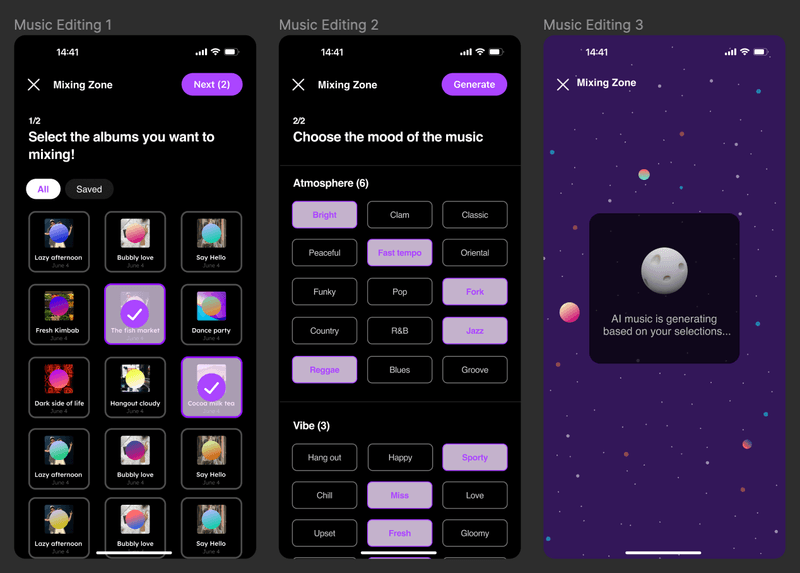 Music Editing 1
14:41
Mixing Zone
Next (2)
1/2
Select the albums you want to
mixing!
All
Saved
Lazy afternoon
June 4
Bubbly love
June 4
Say Hello
June 4
Fresh Kimbab
June 4
The fish market
June 4
Dance party
June 4
Dark side of life
June 4
Hangout cloudy
June 4
Cocoa milk tea
June 4
Lazy afternoon
June 4
Bubbly love
June 4
Say Hello
June 4
Lazy afternoon
June 4
Bubbly love
June 4
Say Hello
June 4
Music Editing 2
14:41
Mixing Zone
Generate
2/2
Choose the mood of the music
Atmosphere (6)
Bright
Clam
Classic
Peaceful
Fast tempo
Oriental
Funky
Pop
Fork
Country
R&B
Jazz
Reggae
Blues
Groove
Vibe (3)
Hang out
Happy
Sporty
Chill
Miss
Love
Upset
Fresh
Gloomy
Music Editing 3
14:41
Mixing Zone
AI music is generating
based on your selections...